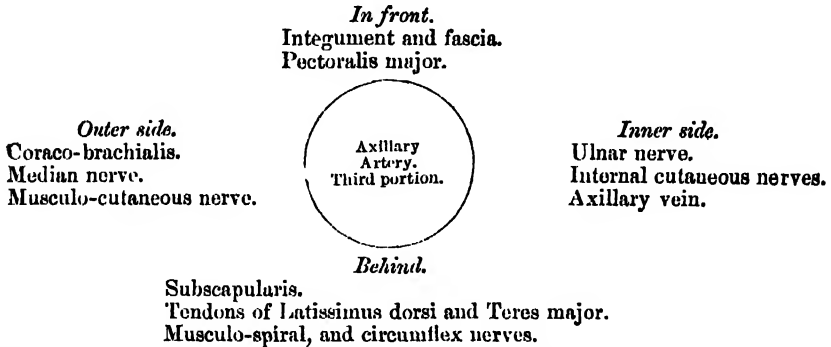 In front.
Integument and fascia.
Pectoralis major.
Outer side.
Coraco-brachialis.
Median nerve.
Musculo-cutaneous nerve.
Axillary
Artery.
Third portion.
Inner side.
Ulnar nerve.
Internal cutaneous nerves.
Axillary vein.
Behind.
Subscapularis.
Tendons of Latissimus dorsi and Teres major.
Musculo-spiral, and circumflex nerves.